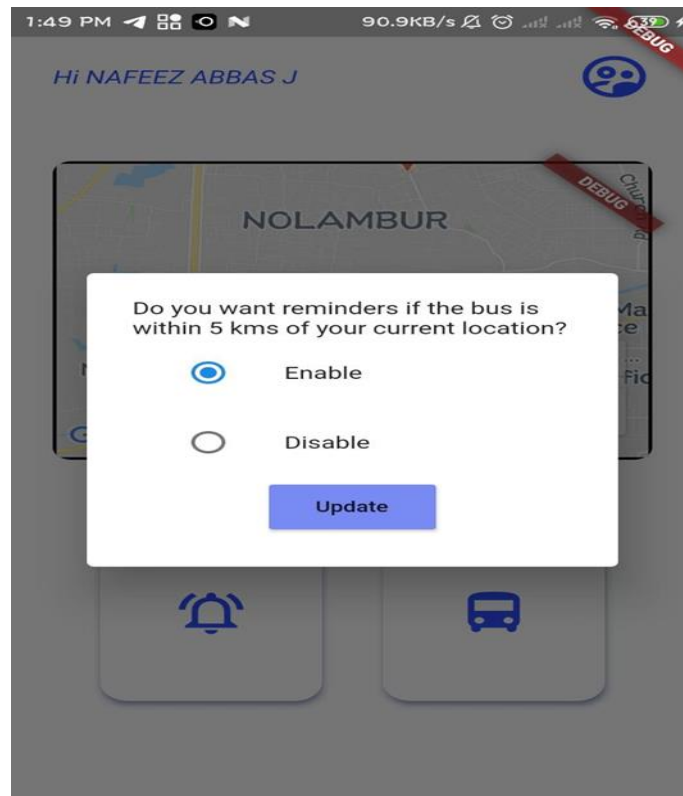 1:49 PM
90.9KB/s
639
DEBUG
Hi NAFEEZ ABBAS J
DEBUG
NOLAMBUR
Do you want reminders if the bus is
within 5 kms of your current location?
Enable
Disable
Update